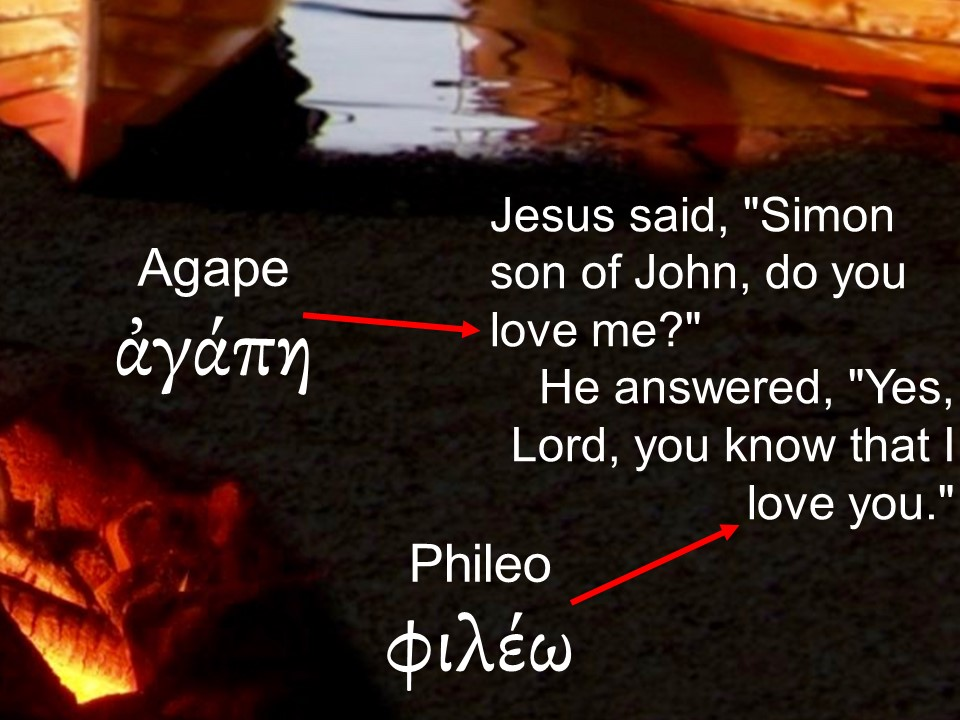 Agape
ἀγάπη
Jesus said, "Simon
son of John, do you
love me?"
He answered, "Yes,
Lord, you know that I
love you."
Phileo
φιλέω